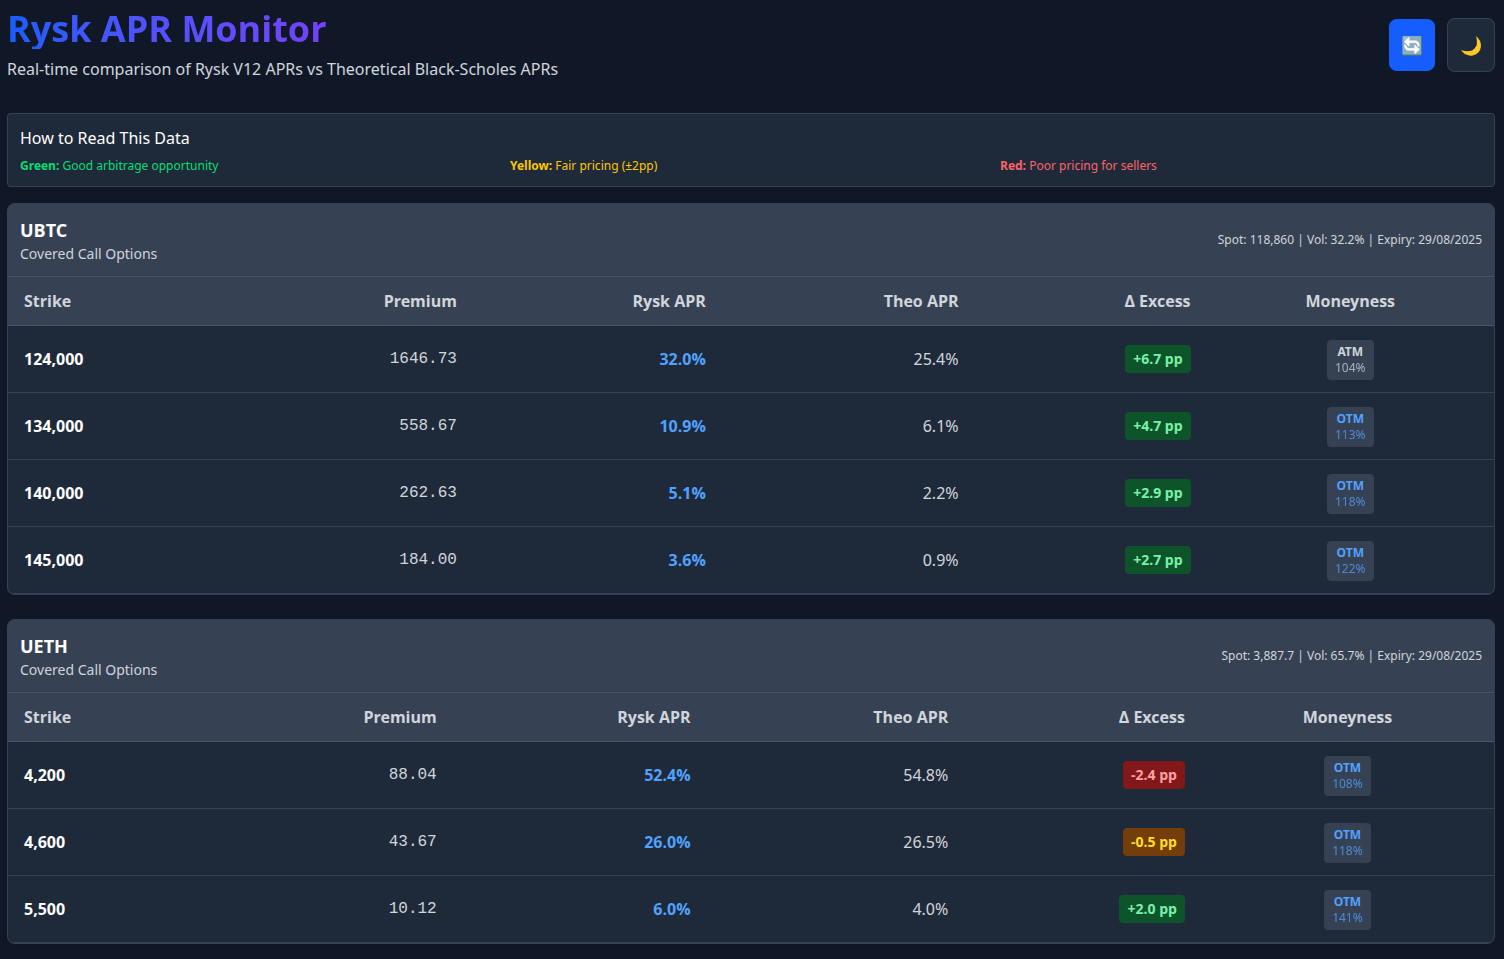 Rysk APR Monitor
Real-time comparison of Rysk V12 APRs vs Theoretical Black-Scholes APRs
How to Read This Data
Green: Good arbitrage opportunity Yellow: Fair pricing (±2pp) Red: Poor pricing for sellers
UBTC
Covered Call Options
Spot: 118,860 | Vol: 32.2% | Expiry: 29/08/2025
Strike Premium Rysk APR Theo APR Δ Excess Moneyness
124,000 1646.73 32.0% 25.4% +6.7 pp ATM 104%
134,000 558.67 10.9% 6.1% +4.7 pp OTM 113%
140,000 262.63 5.1% 2.2% +2.9 pp OTM 118%
145,000 184.00 3.6% 0.9% +2.7 pp OTM 122%
UETH
Covered Call Options
Spot: 3,887.7 | Vol: 65.7% | Expiry: 29/08/2025
Strike Premium Rysk APR Theo APR Δ Excess Moneyness
4,200 88.04 52.4% 54.8% -2.4 pp OTM 108%
4,600 43.67 26.0% 26.5% -0.5 pp OTM 118%
5,500 10.12 6.0% 4.0% +2.0 pp OTM 141%